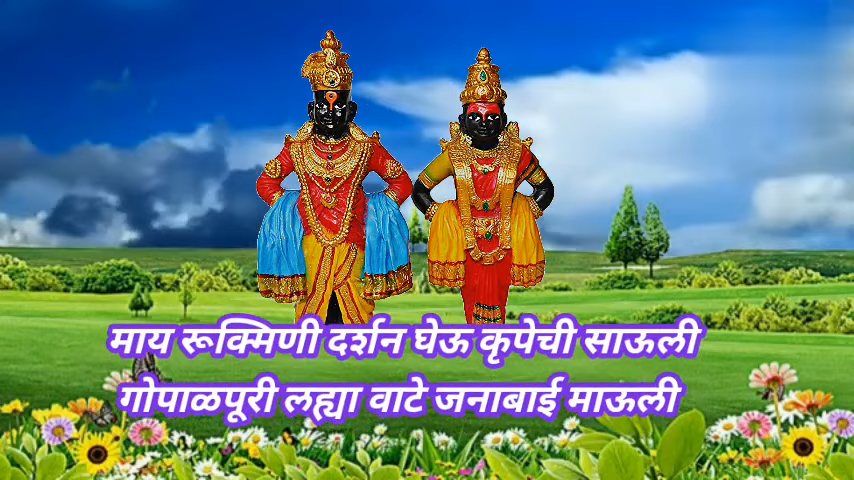 माय रूक्मिणी दर्शन घेऊ कृपेची साऊली
गोपाळपूरी लह्या वाटे जनाबाई माऊली